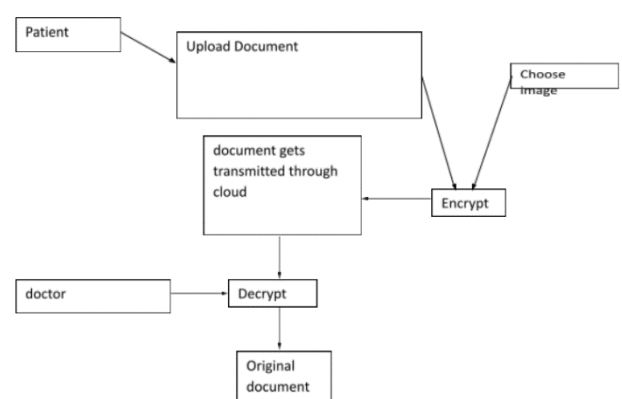 Patient
Upload Document
Choose
Image
document gets
transmitted through
cloud
Encrypt
doctor
Decrypt
Original
document